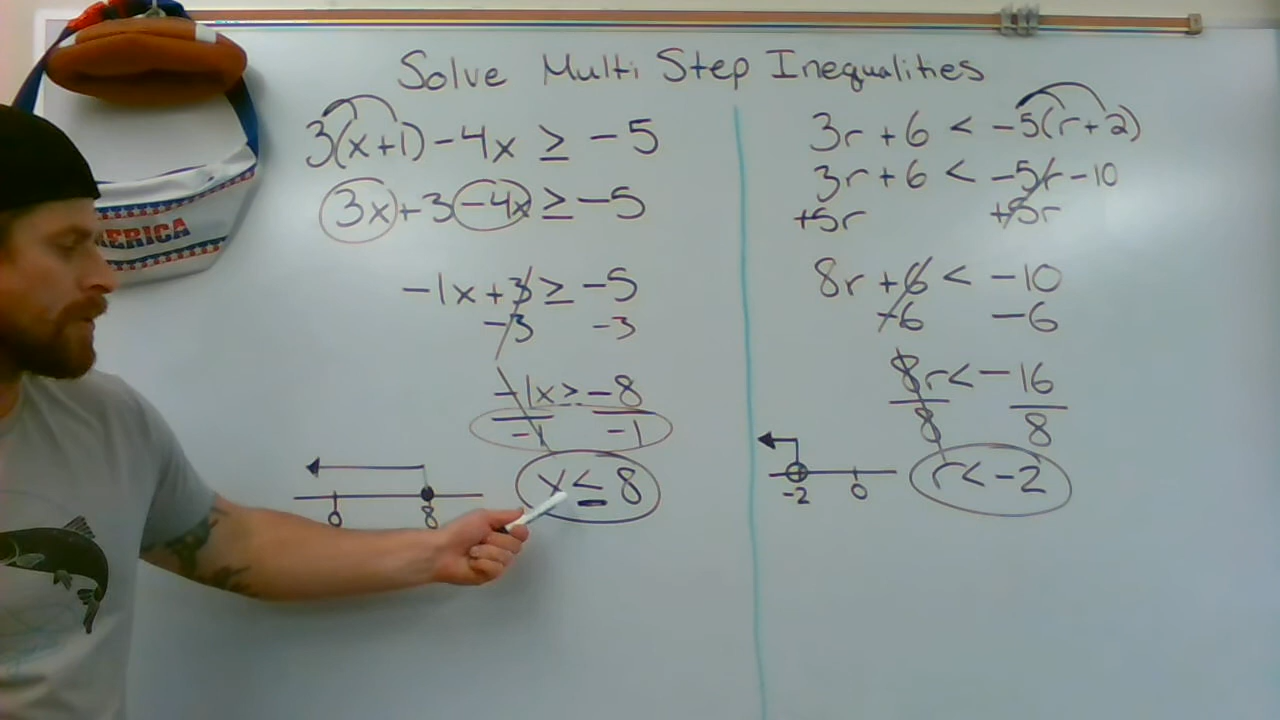 Solve Multi Step Inequalities
3(x+1)-4x ≥ -5
3x+3-4x ≥ -5
-1x+3 ≥ -5
-3 -3
-1x ≥ -8
-1 -1
x ≤ 8
0 8
3r+6 < -5(r+2)
3r+6 < -5r-10
+5r +5r
8r+6 < -10
-6 -6
8r < -16
8 8
r < -2
-2 0
ERICA